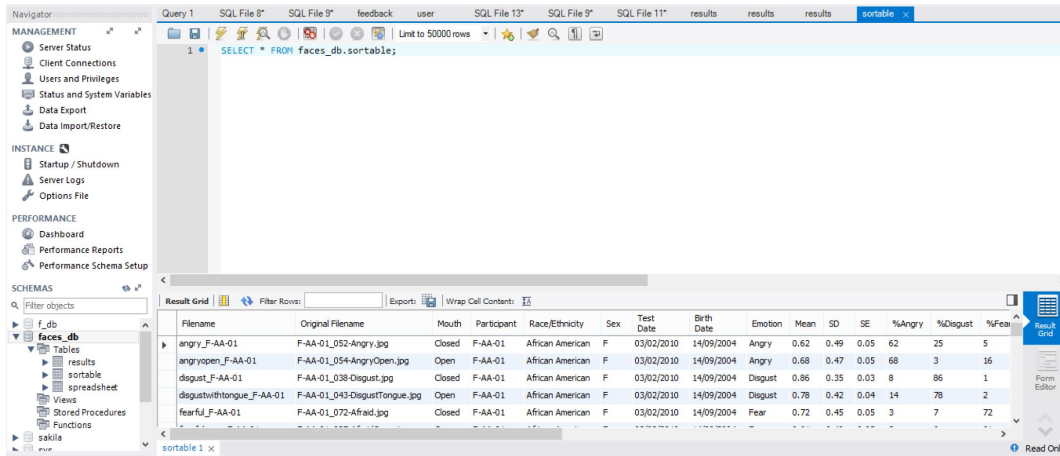 Navigator
MANAGEMENT
Server Status
Client Connections
Users and Privileges
Status and System Variables
Data Export
Data Import/Restore
INSTANCE
Startup / Shutdown
Server Logs
Options File
PERFORMANCE
Dashboard
Performance Reports
Performance Schema Setup
SCHEMAS
Filter objects
f_db
faces_db
Tables
results
sortable
spreadsheet
Views
Stored Procedures
Functions
sakila
sys
Query 1 SQL File 8* SQL File 9* feedback user SQL File 13* SQL File 9* SQL File 11* results results results sortable
Limit to 50000 rows
1 SELECT * FROM faces_db.sortable;
Result Grid Filter Rows: Export: Wrap Cell Content:
Filename Original Filename Mouth Participant Race/Ethnicity Sex Test Date Birth Date Emotion Mean SD SE %Angry %Disgust %Fear
angry_F-AA-01 F-AA-01_052-Angry.jpg Closed F-AA-01 African American F 03/02/2010 14/09/2004 Angry 0.62 0.49 0.05 62 25 5
angryopen_F-AA-01 F-AA-01_054-AngryOpen.jpg Open F-AA-01 African American F 03/02/2010 14/09/2004 Angry 0.68 0.47 0.05 68 3 16
disgust_F-AA-01 F-AA-01_038-Disgust.jpg Closed F-AA-01 African American F 03/02/2010 14/09/2004 Disgust 0.86 0.35 0.03 8 86 1
disgustwithtongue_F-AA-01 F-AA-01_043-DisgustTongue.jpg Open F-AA-01 African American F 03/02/2010 14/09/2004 Disgust 0.78 0.42 0.04 14 78 2
fearful_F-AA-01 F-AA-01_072-Afraid.jpg Closed F-AA-01 African American F 03/02/2010 14/09/2004 Fear 0.72 0.45 0.05 3 7 72
Result Grid
Form Editor
sortable 1
Read Onl